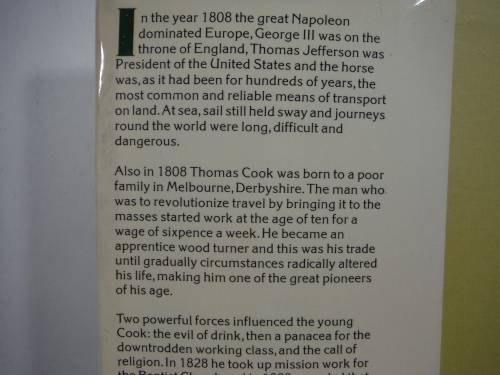 In the year 1808 the great Napoleon
dominated Europe, George III was on the
throne of England, Thomas Jefferson was
President of the United States and the horse
was, as it had been for hundreds of years, the
most common and reliable means of transport
on land. At sea, sail still held sway and journeys
round the world were long, difficult and
dangerous.
Also in 1808 Thomas Cook was born to a poor
family in Melbourne, Derbyshire. The man who
was to revolutionize travel by bringing it to the
masses started work at the age of ten for a
wage of sixpence a week. He became an
apprentice wood turner and this was his trade
until gradually circumstances radically altered
his life, making him one of the great pioneers
of his age.
Two powerful forces influenced the young
Cook: the evil of drink, then a panacea for the
downtrodden working class, and the call of
religion. In 1828 he took up mission work for